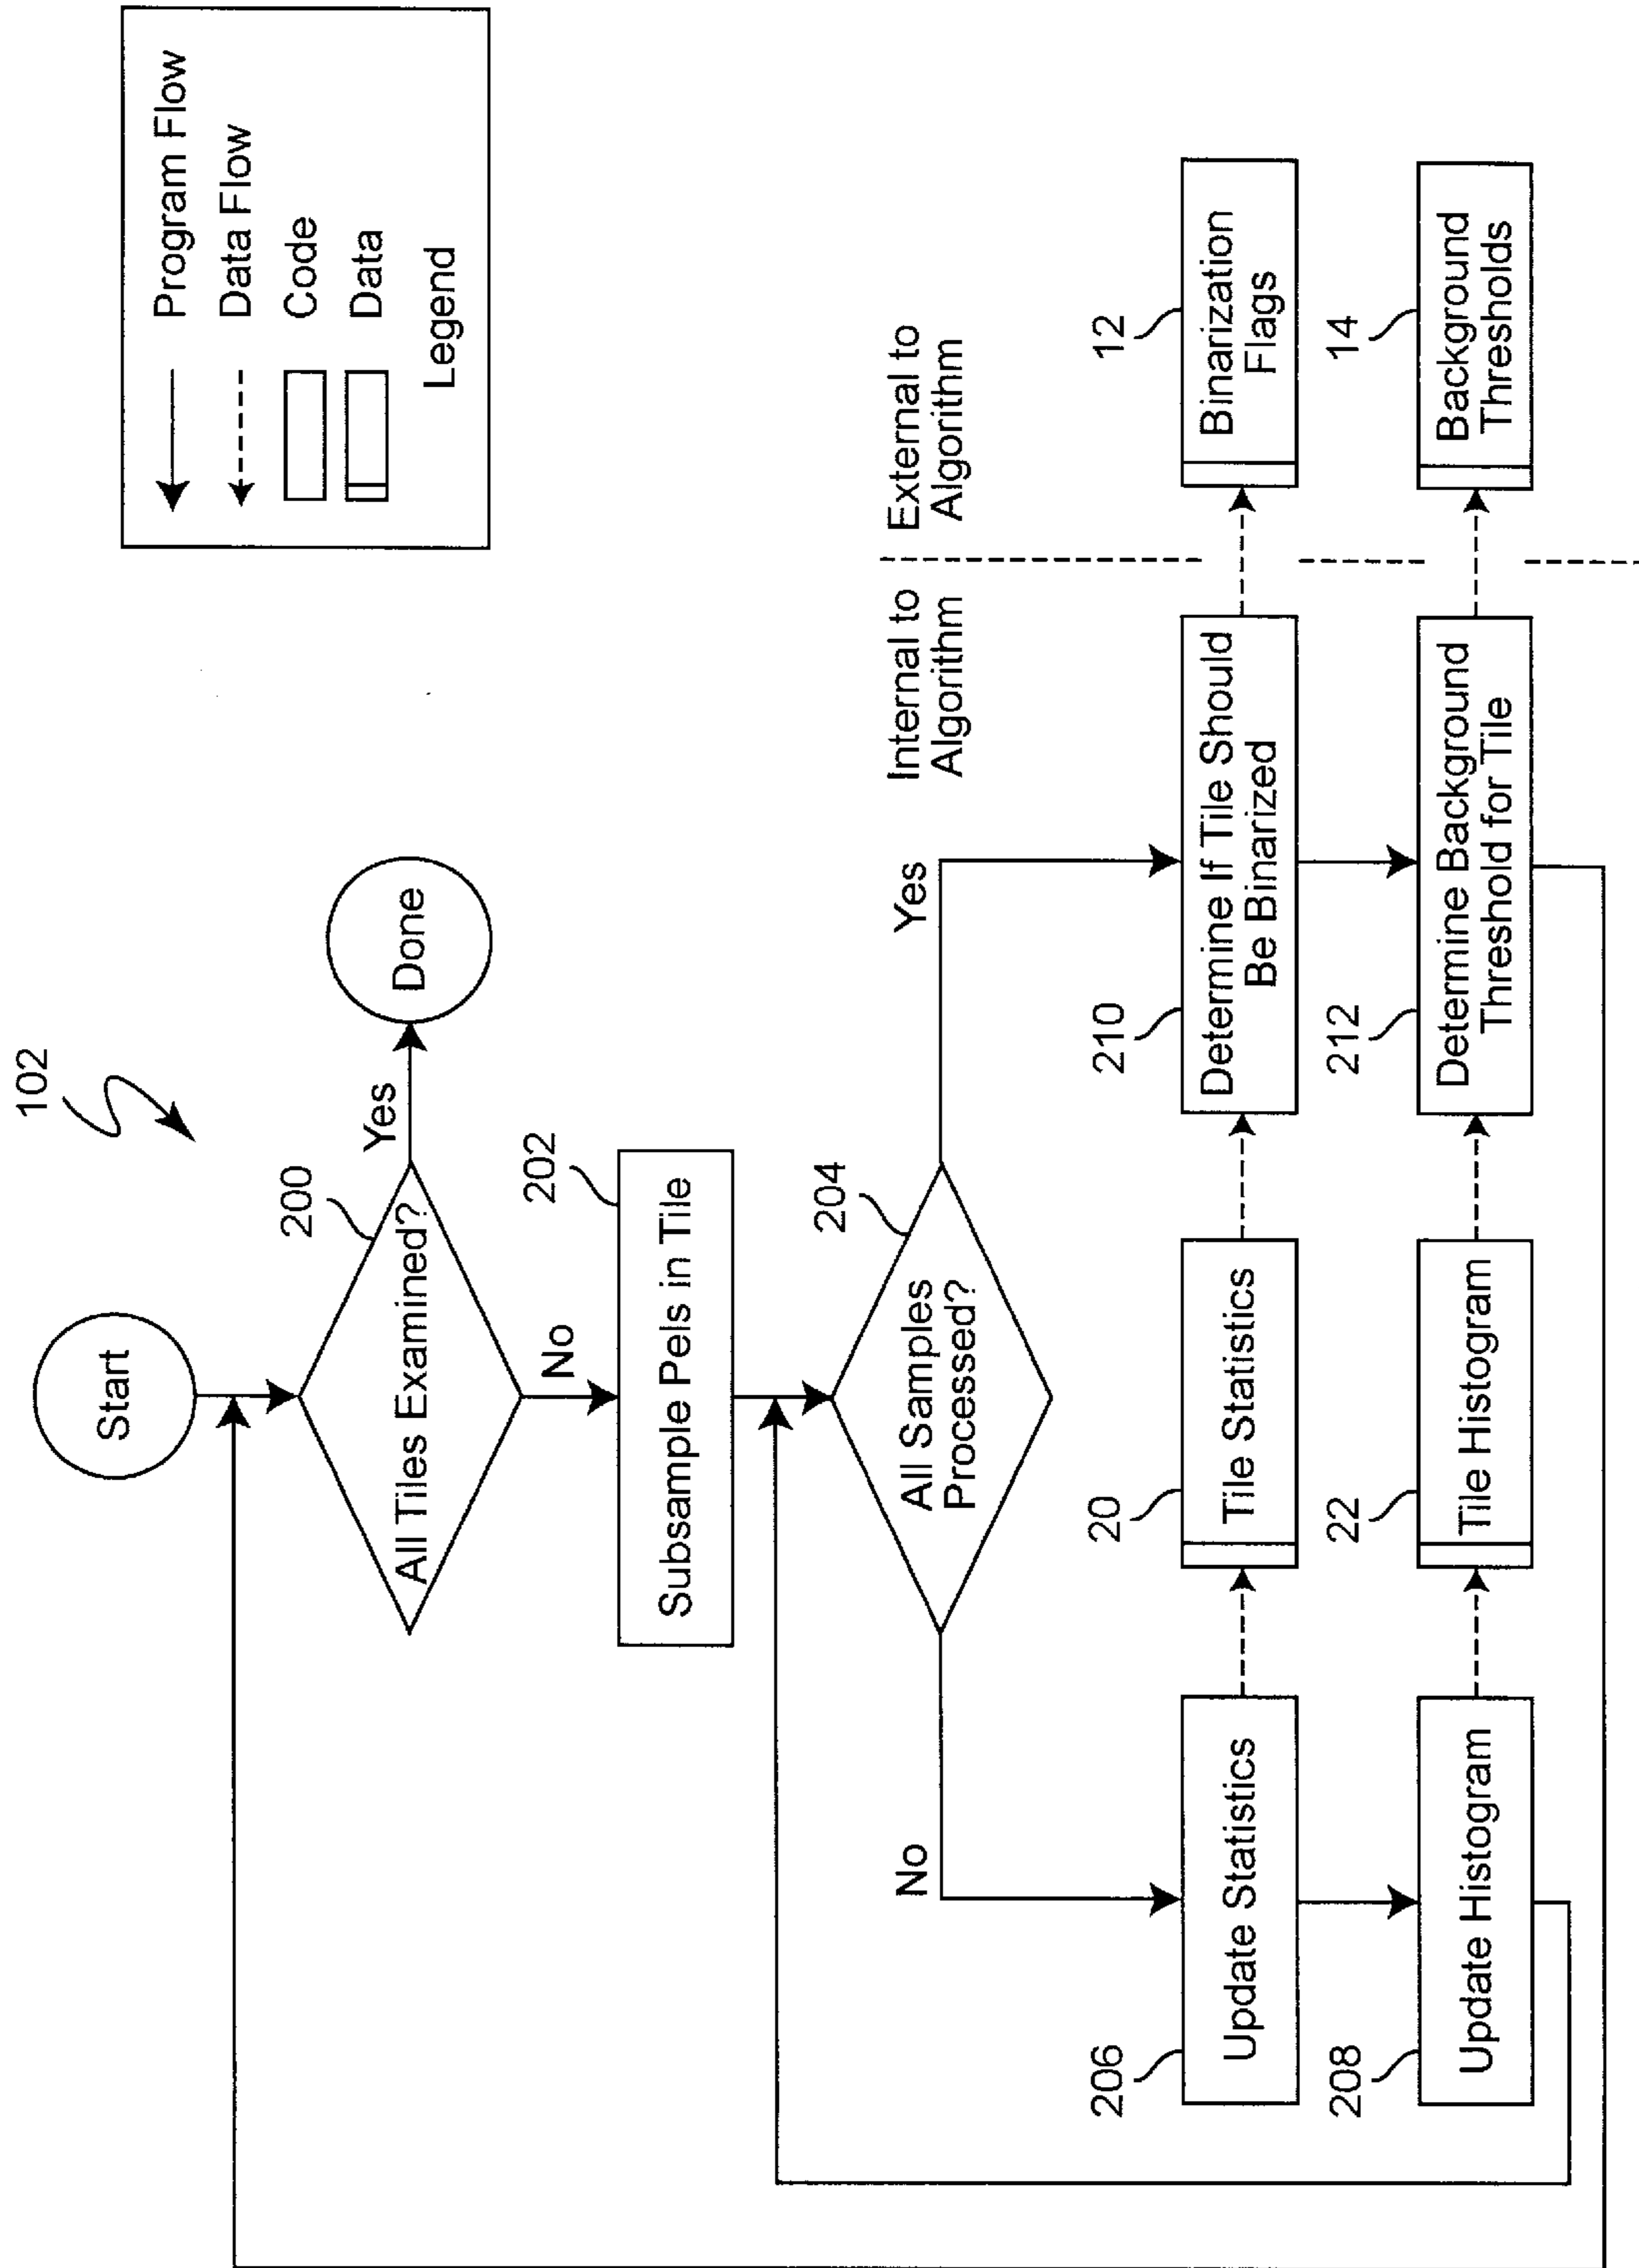 102
Start
All Tiles Examined?
200
Yes
Done
No
Subsample Pels in Tile
202
All Samples
Processed?
204
No
Yes
Update Statistics
206
Tile Statistics
20
Determine If Tile Should
Be Binarized
210
Binarization
Flags
12
Update Histogram
208
Tile Histogram
22
Determine Background
Threshold for Tile
212
Background
Thresholds
14
Internal to
Algorithm
External to
Algorithm
Program Flow
Data Flow
Code
Data
Legend